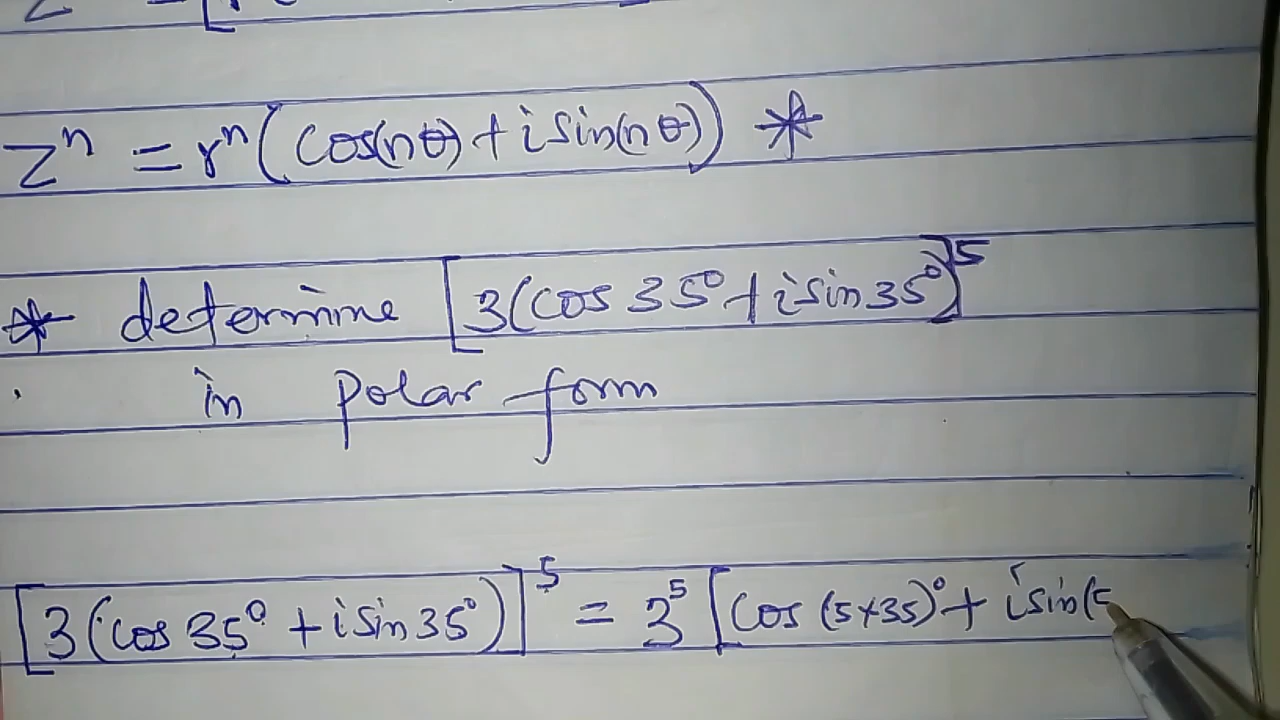 Z^n = r^n (Cos(nθ) + i Sin(nθ)) *
* determine [3(cos 35° + i sin 35°)]^5
in polar form
[3(cos 35° + i sin 35°)]^5 = 3^5 [cos (5×35)° + i sin(5